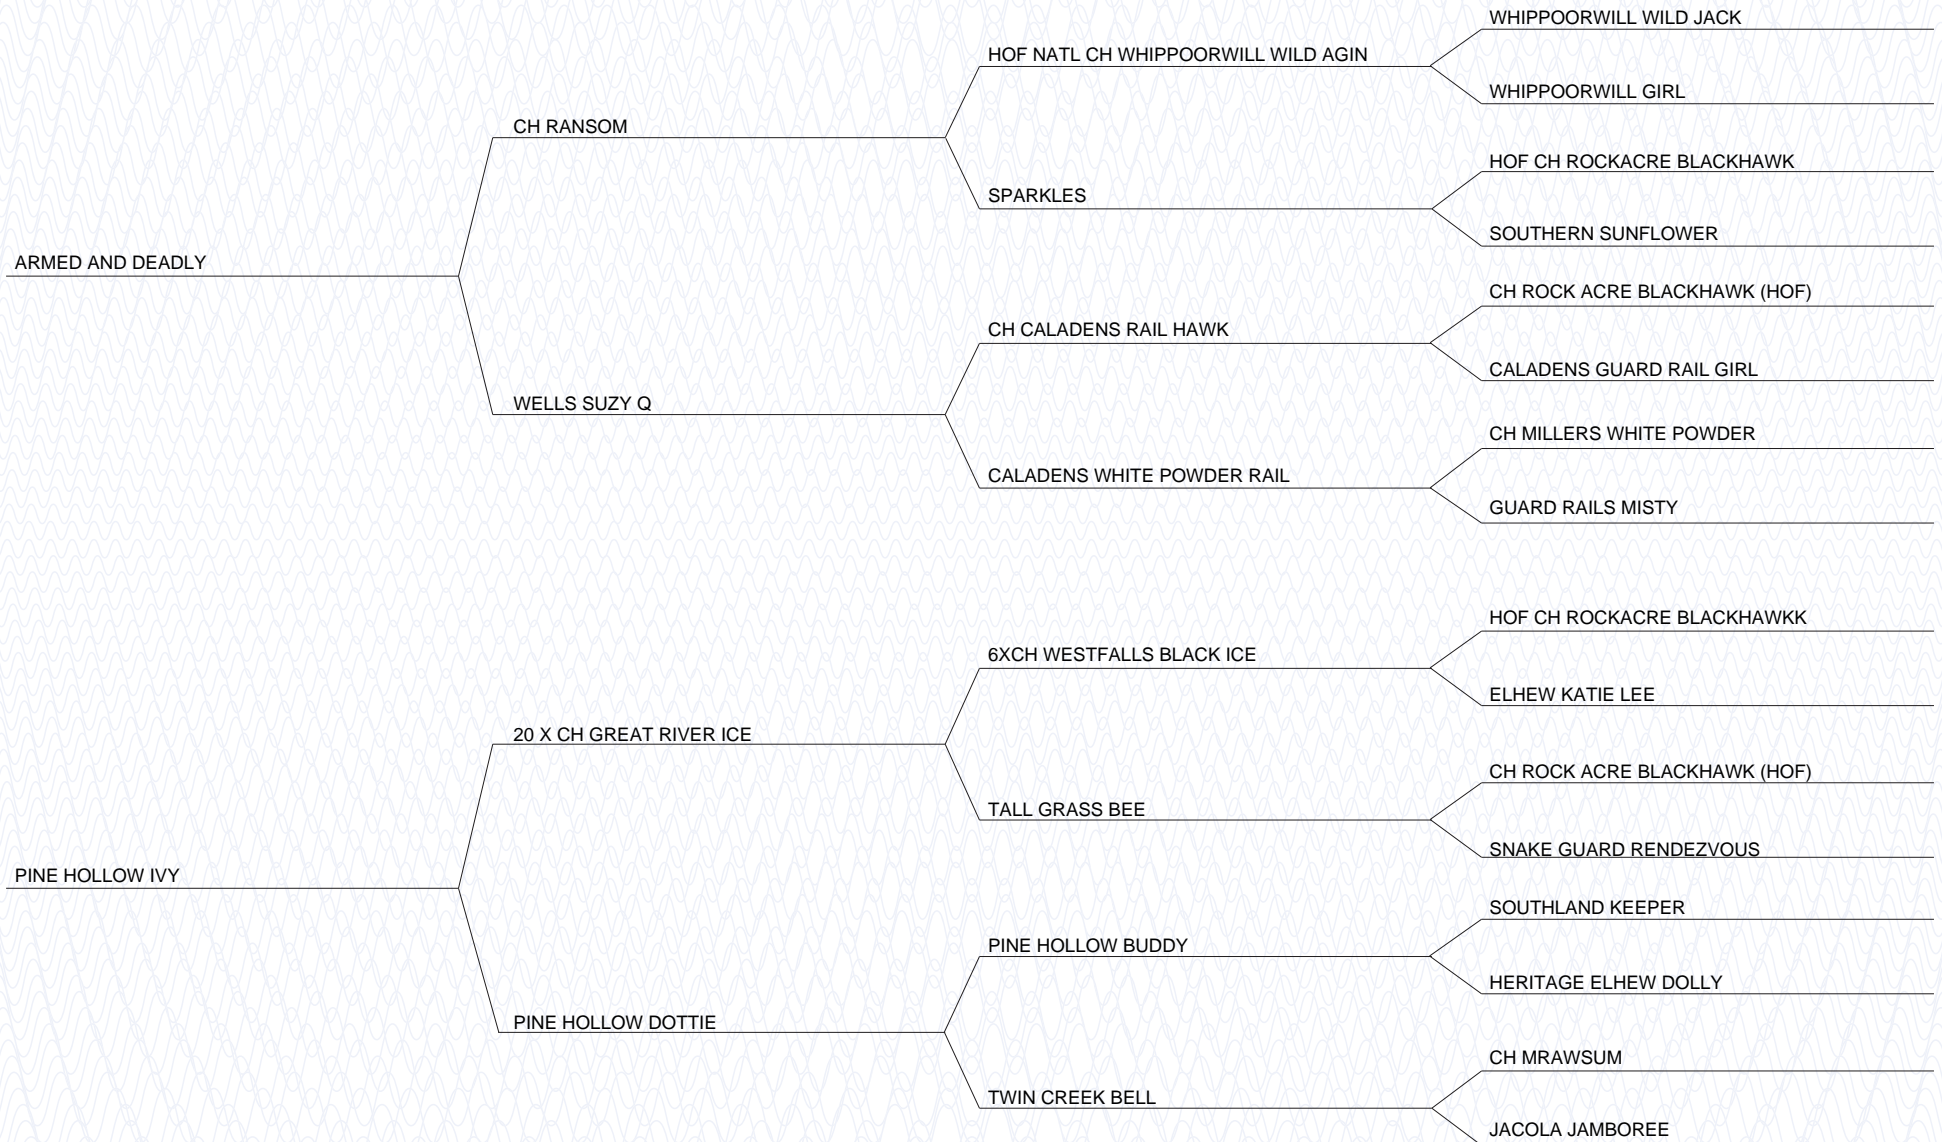 WHIPPOORWILL WILD JACK
HOF NATL CH WHIPPOORWILL WILD AGIN
WHIPPOORWILL GIRL
CH RANSOM
HOF CH ROCKACRE BLACKHAWK
SPARKLES
SOUTHERN SUNFLOWER
ARMED AND DEADLY
CH ROCK ACRE BLACKHAWK (HOF)
CH CALADENS RAIL HAWK
CALADENS GUARD RAIL GIRL
WELLS SUZY Q
CH MILLERS WHITE POWDER
CALADENS WHITE POWDER RAIL
GUARD RAILS MISTY
HOF CH ROCKACRE BLACKHAWKK
6XCH WESTFALLS BLACK ICE
ELHEW KATIE LEE
20 X CH GREAT RIVER ICE
CH ROCK ACRE BLACKHAWK (HOF)
TALL GRASS BEE
SNAKE GUARD RENDEZVOUS
PINE HOLLOW IVY
SOUTHLAND KEEPER
PINE HOLLOW BUDDY
HERITAGE ELHEW DOLLY
PINE HOLLOW DOTTIE
CH MRAWSUM
TWIN CREEK BELL
JACOLA JAMBOREE